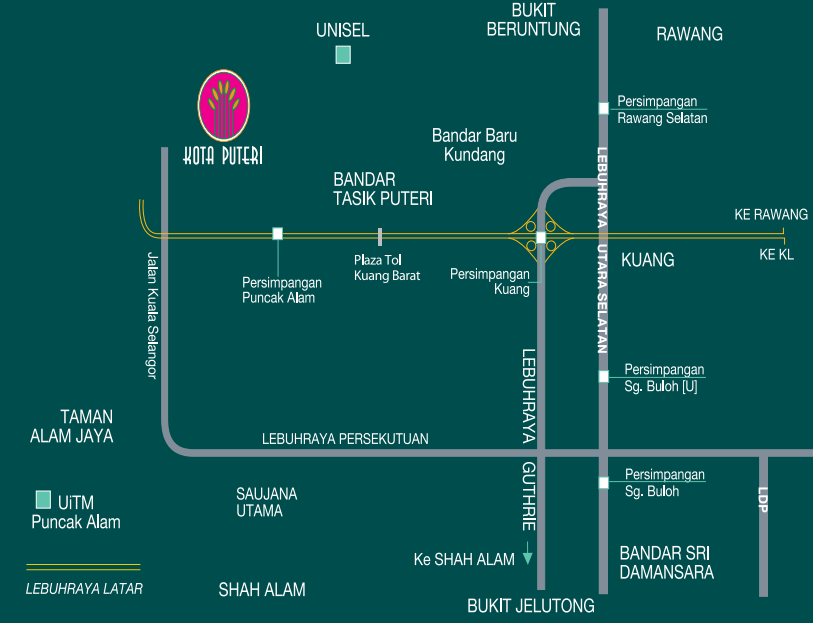 BUKIT
BERUNTUNG
UNISEL
RAWANG
Persimpangan
Rawang Selatan
Bandar Baru
Kundang
KOTA PUTERI
BANDAR
TASIK PUTERI
LEBUHRAYA UTARA SELATAN
KE RAWANG
KE KL
Jalan Kuala Selangor
Plaza Tol
Kuang Barat
KUANG
Persimpangan
Puncak Alam
Persimpangan
Kuang
LEBUHRAYA GUTHRIE
Persimpangan
Sg. Buloh [U]
TAMAN
ALAM JAYA
LEBUHRAYA PERSEKUTUAN
Persimpangan
Sg. Buloh
LDP
UiTM
Puncak Alam
SAUJANA
UTAMA
Ke SHAH ALAM
BANDAR SRI
DAMANSARA
LEBUHRAYA LATAR
SHAH ALAM
BUKIT JELUTONG